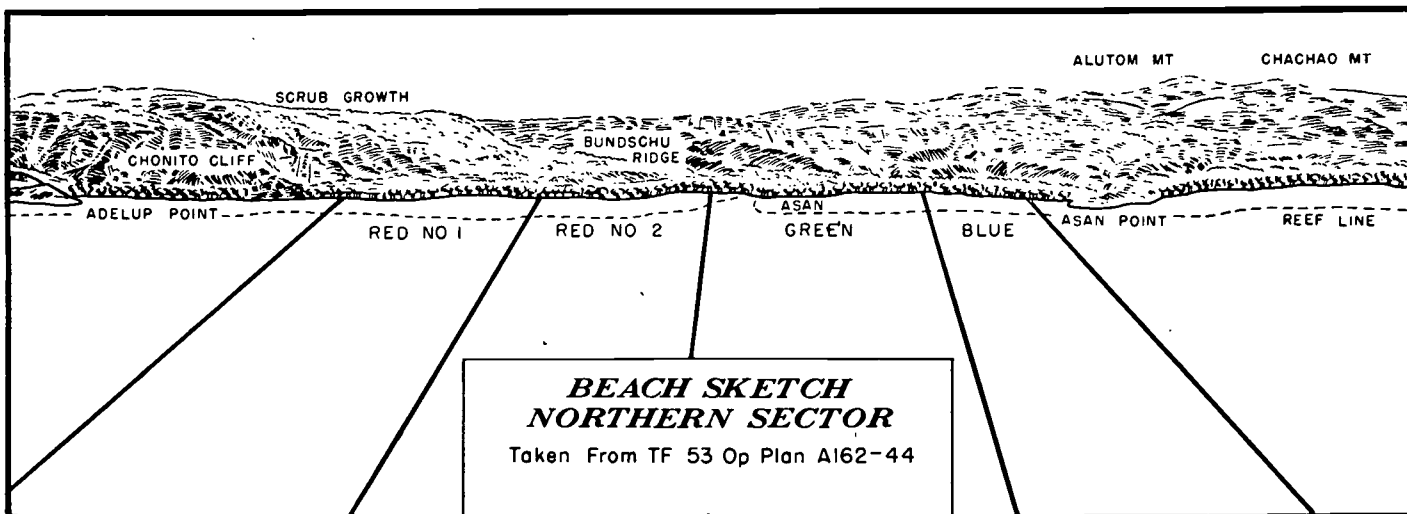 ALUTOM MT
CHACHAO MT
SCRUB GROWTH
CHONITO CLIFF
BUNDSCHU
RIDGE
ADELUP POINT
RED NO 1
RED NO 2
ASAN
GREEN
BLUE
ASAN POINT
REEF LINE
BEACH SKETCH
NORTHERN SECTOR
Taken From TF 53 Op Plan A162-44